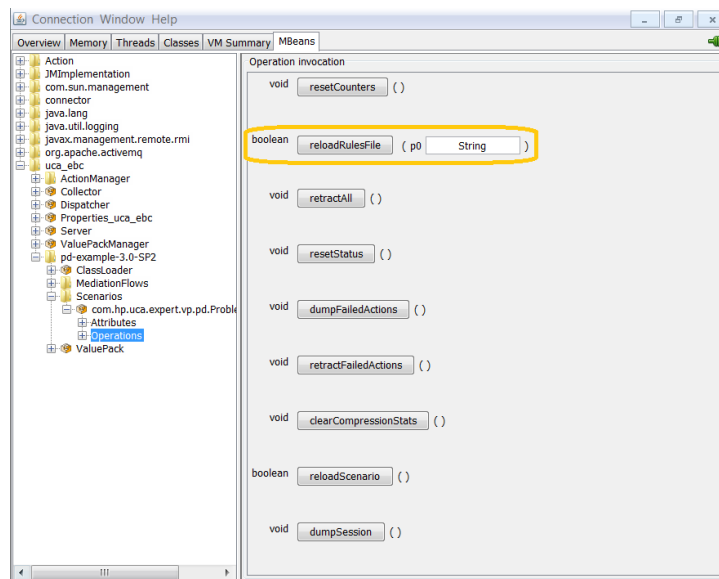 Connection Window Help
Overview Memory Threads Classes VM Summary MBeans
Action
JMImplementation
com.sun.management
connector
java.lang
java.util.logging
javax.management.remote.rmi
org.apache.activemq
uca_ebc
ActionManager
Collector
Dispatcher
Properties_uca_ebc
Server
ValuePackManager
pd-example-3.0-SP2
ClassLoader
MediationFlows
Scenarios
com.hp.uca.expert.vp.pd.Proble
Attributes
Operations
ValuePack
Operation invocation
void resetCounters ( )
boolean reloadRulesFile ( p0 String )
void retractAll ( )
void resetStatus ( )
void dumpFailedActions ( )
void retractFailedActions ( )
void clearCompressionStats ( )
boolean reloadScenario ( )
void dumpSession ( )